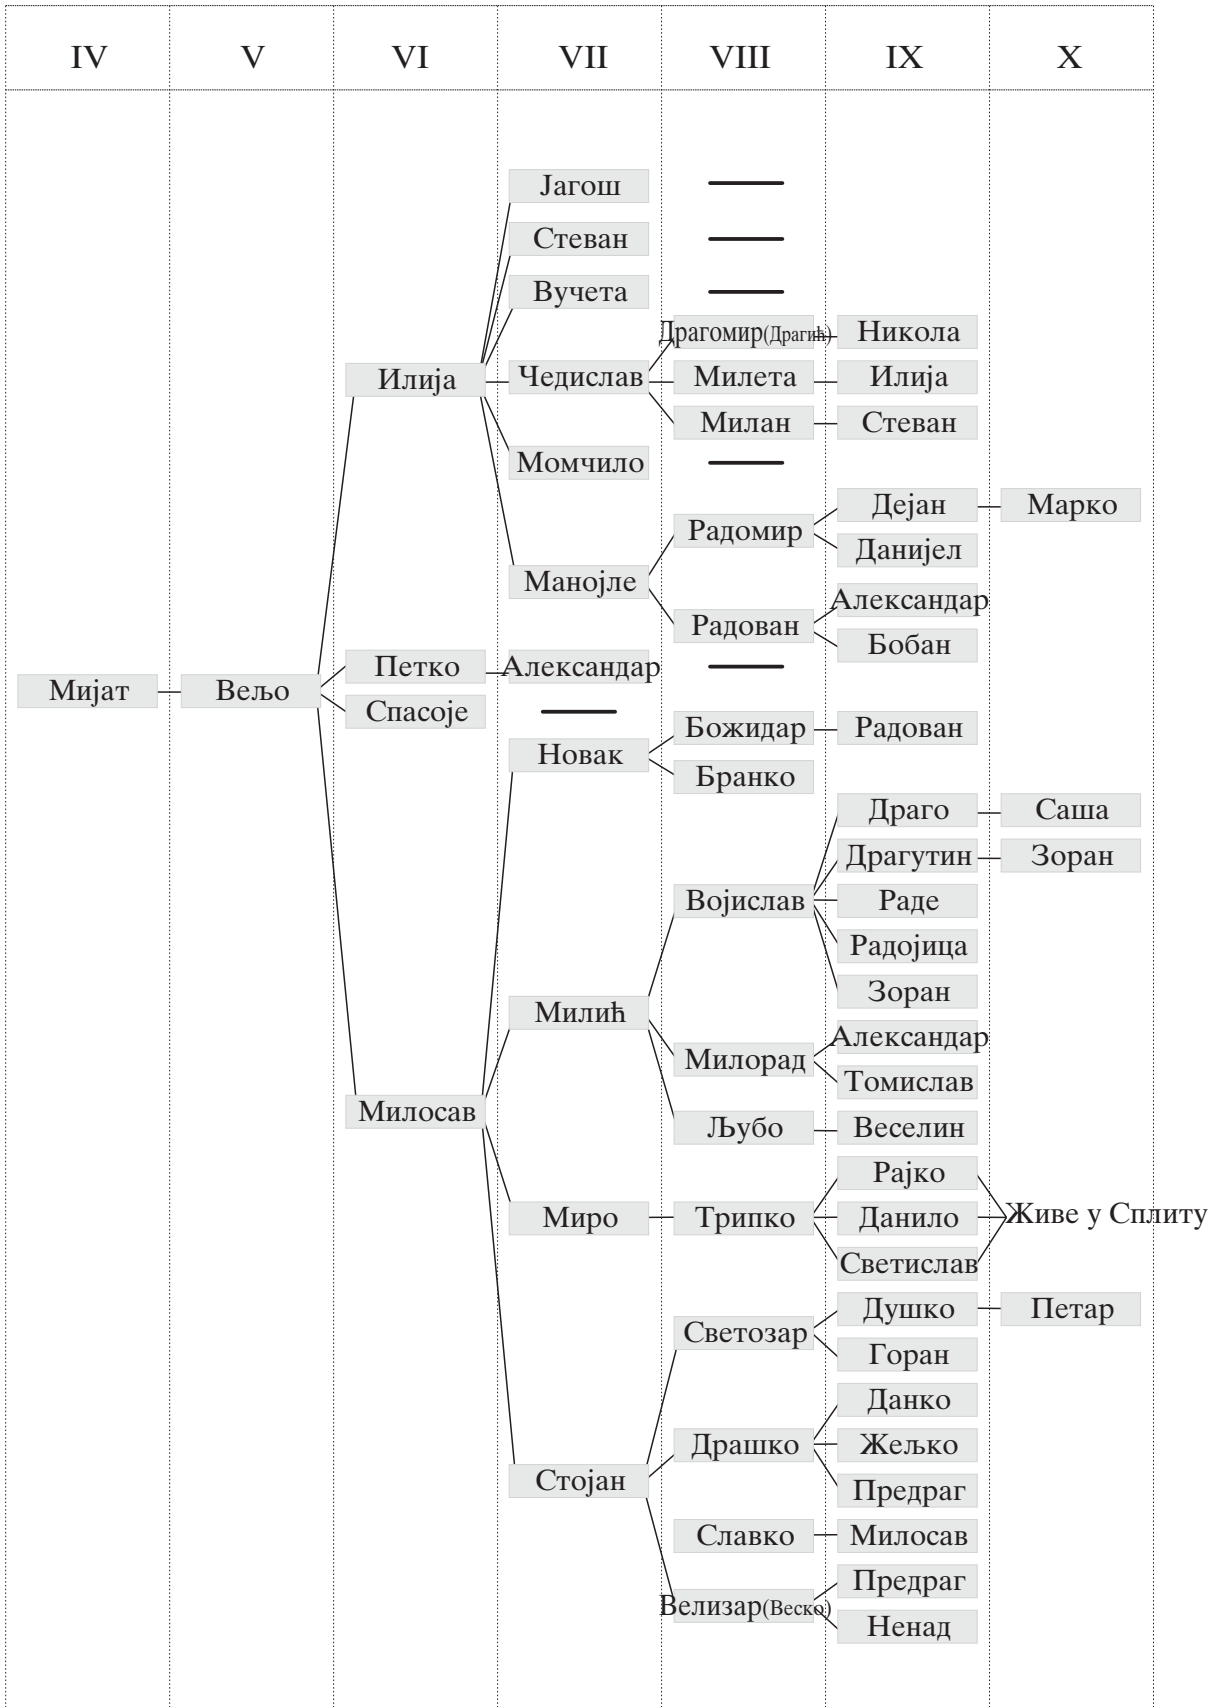 IV V VI VII VIII IX X
Јагош
Стеван
Вучета
Драгомир(Драгић) Никола
Илија Чедислав Милета Илија
Милан Стеван
Момчило
Дејан Марко
Радомир
Данијел
Манојле
Александар
Радован
Бобан
Петко Александар
Мијат Вељо
Спасоје
Божидар Радован
Новак
Бранко
Драго Саша
Драгутин Зоран
Војислав Раде
Радојица
Зоран
Милић
Александар
Милорад
Томислав
Милосав
Љубо Веселин
Рајко
Миро Трипко Данило Живе у Сплиту
Светислав
Душко Петар
Светозар
Горан
Данко
Драшко Жељко
Предраг
Стојан
Славко Милосав
Предраг
Велизар(Веско)
Ненад